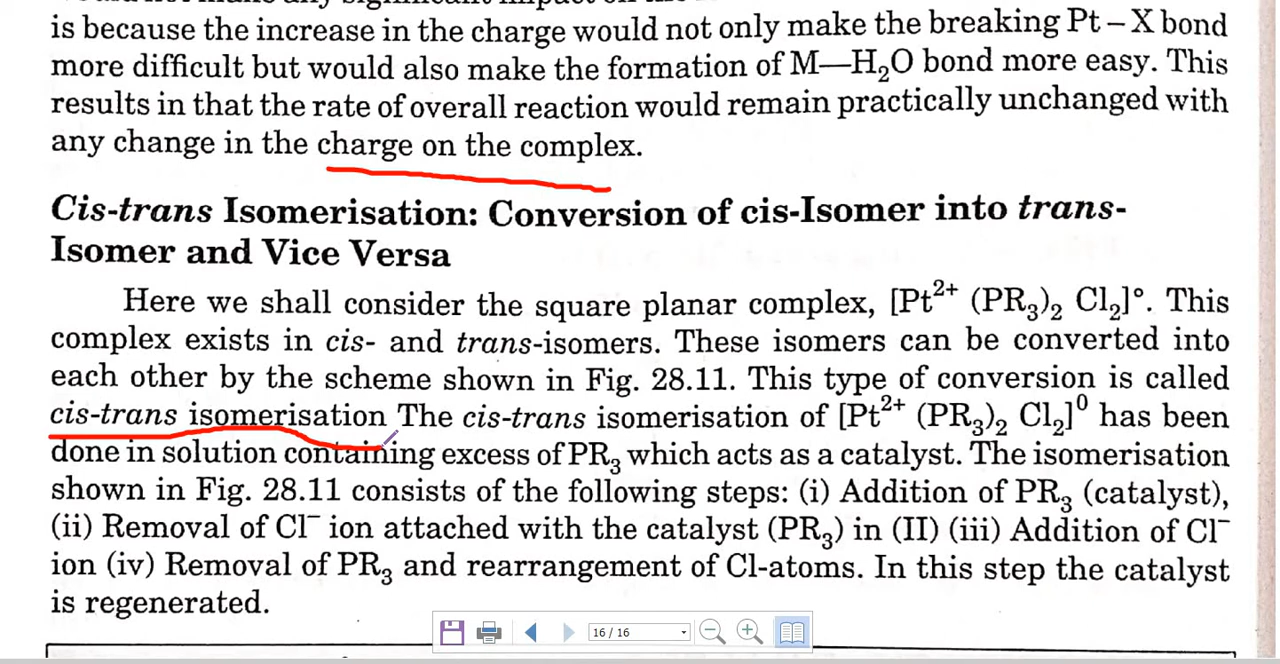 is because the increase in the charge would not only make the breaking Pt – X bond
more difficult but would also make the formation of M—H₂O bond more easy. This
results in that the rate of overall reaction would remain practically unchanged with
any change in the charge on the complex.
Cis-trans Isomerisation: Conversion of cis-Isomer into trans-
Isomer and Vice Versa
Here we shall consider the square planar complex, [Pt²⁺ (PR₃)₂ Cl₂]°. This
complex exists in cis- and trans-isomers. These isomers can be converted into
each other by the scheme shown in Fig. 28.11. This type of conversion is called
cis-trans isomerisation The cis-trans isomerisation of [Pt²⁺ (PR₃)₂ Cl₂]⁰ has been
done in solution containing excess of PR₃ which acts as a catalyst. The isomerisation
shown in Fig. 28.11 consists of the following steps: (i) Addition of PR₃ (catalyst),
(ii) Removal of Cl⁻ ion attached with the catalyst (PR₃) in (II) (iii) Addition of Cl⁻
ion (iv) Removal of PR₃ and rearrangement of Cl-atoms. In this step the catalyst
is regenerated.
16 / 16